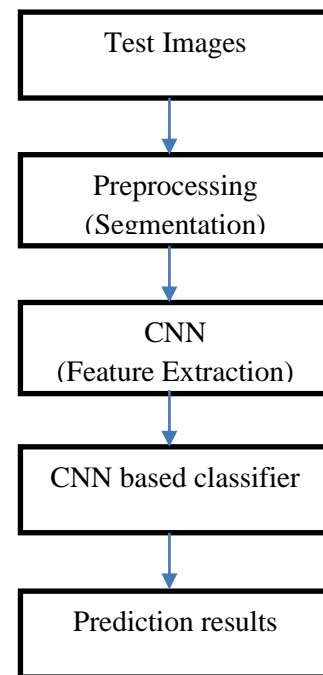 Test Images
Preprocessing
(Segmentation)
CNN
(Feature Extraction)
CNN based classifier
Prediction results